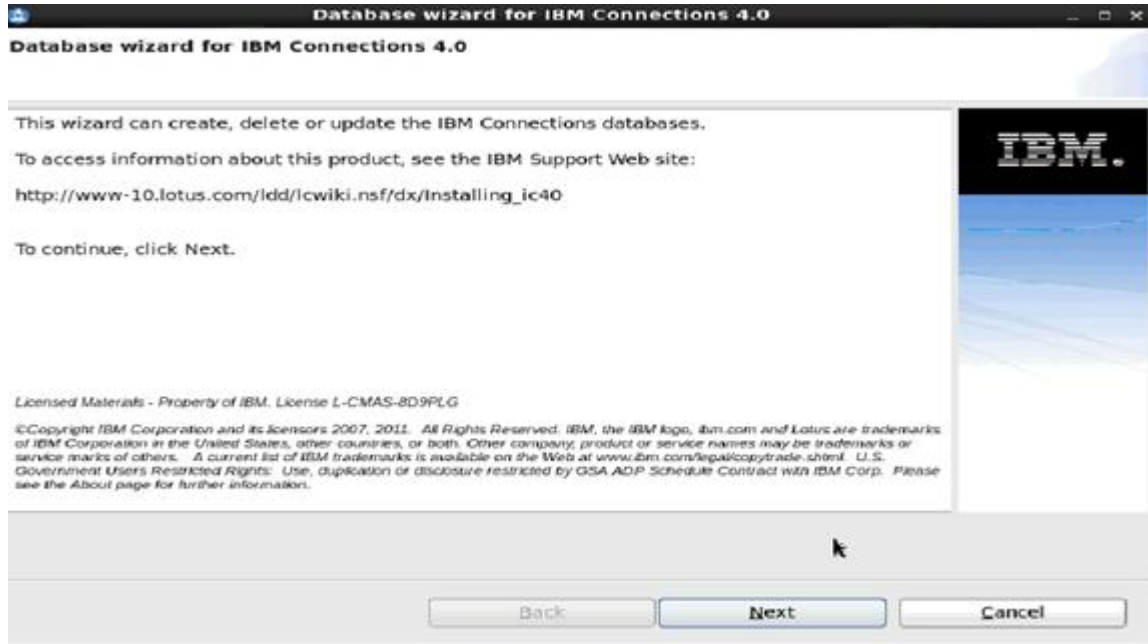 Database wizard for IBM Connections 4.0
Database wizard for IBM Connections 4.0
This wizard can create, delete or update the IBM Connections databases.
To access information about this product, see the IBM Support Web site:
http://www-10.lotus.com/ldd/lcwiki.nsf/dx/Installing_ic40
To continue, click Next.
IBM.
Licensed Materials - Property of IBM. License L-CMAS-8D9PLG
©Copyright IBM Corporation and its licensors 2007, 2011. All Rights Reserved. IBM, the IBM logo, ibm.com and Lotus are trademarks
of IBM Corporation in the United States, other countries, or both. Other company, product or service names may be trademarks or
service marks of others. A current list of IBM trademarks is available on the Web at www.ibm.com/legal/copytrade.shtml. U.S.
Government Users Restricted Rights: Use, duplication or disclosure restricted by GSA ADP Schedule Contract with IBM Corp. Please
see the About page for further information.
Back
Next
Cancel